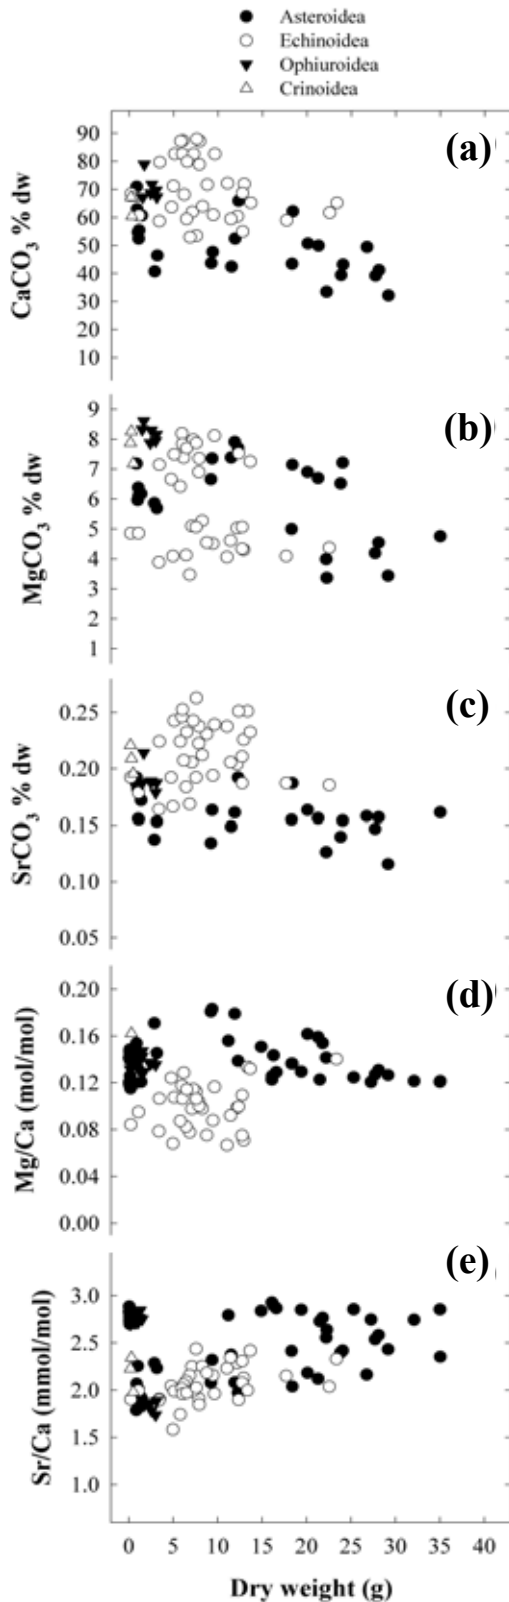 Asteroidea
Echinoidea
Ophiuroidea
Crinoidea
(a)
90
80
70
60
50
40
30
20
10
CaCO₃ % dw
(b)
9
8
7
6
5
4
3
2
1
MgCO₃ % dw
(c)
0.25
0.20
0.15
0.10
0.05
SrCO₃ % dw
(d)
0.20
0.16
0.12
0.08
0.04
0.00
Mg/Ca (mol/mol)
(e)
3.0
2.5
2.0
1.5
1.0
Sr/Ca (mmol/mol)
0 5 10 15 20 25 30 35 40
Dry weight (g)